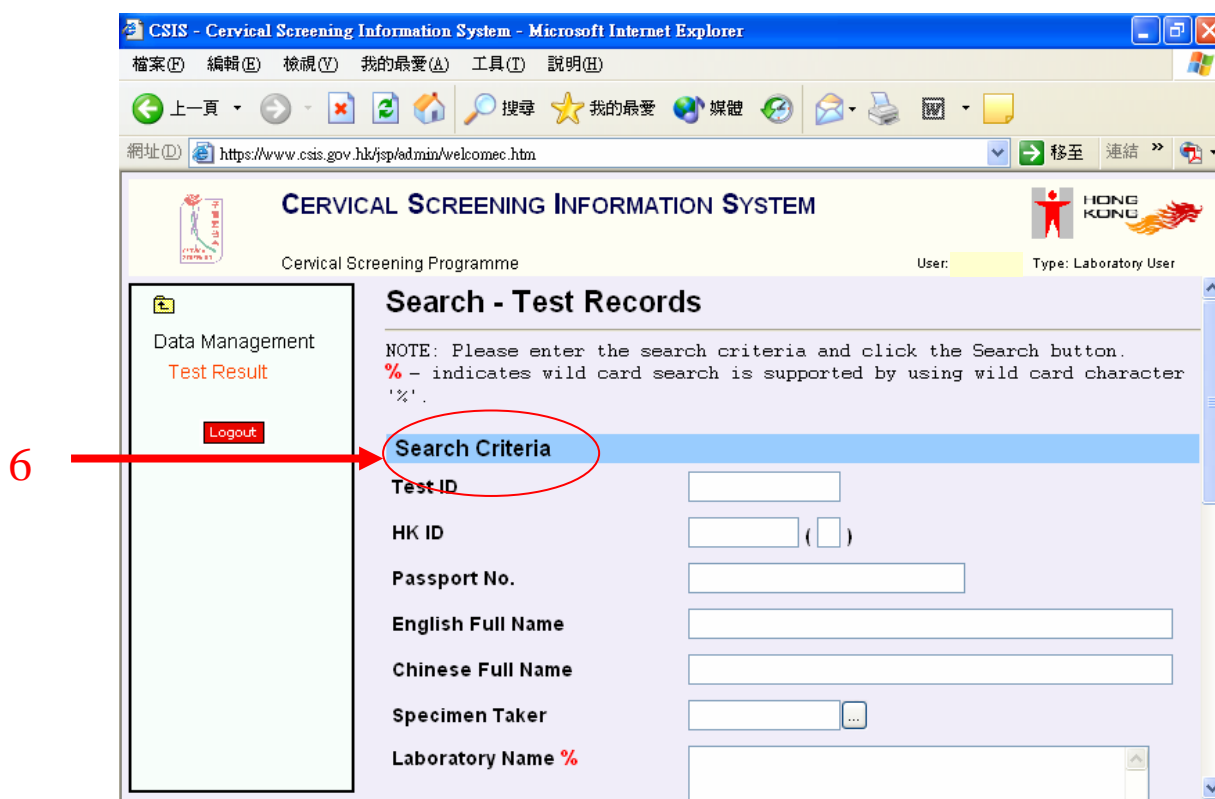 CSIS - Cervical Screening Information System - Microsoft Internet Explorer
檔案(F) 編輯(E) 檢視(V) 我的最愛(A) 工具(T) 說明(H)
上一頁 搜尋 我的最愛 媒體
網址(D) https://www.csis.gov.hk/jsp/admin/welcomec.htm 移至 連結 »
CERVICAL SCREENING INFORMATION SYSTEM
HONG KONG
Cervical Screening Programme User: Type: Laboratory User
Data Management
Test Result
Logout
Search - Test Records
NOTE: Please enter the search criteria and click the Search button.
% - indicates wild card search is supported by using wild card character
'%'.
6
Search Criteria
Test ID
HK ID ( )
Passport No.
English Full Name
Chinese Full Name
Specimen Taker ...
Laboratory Name %